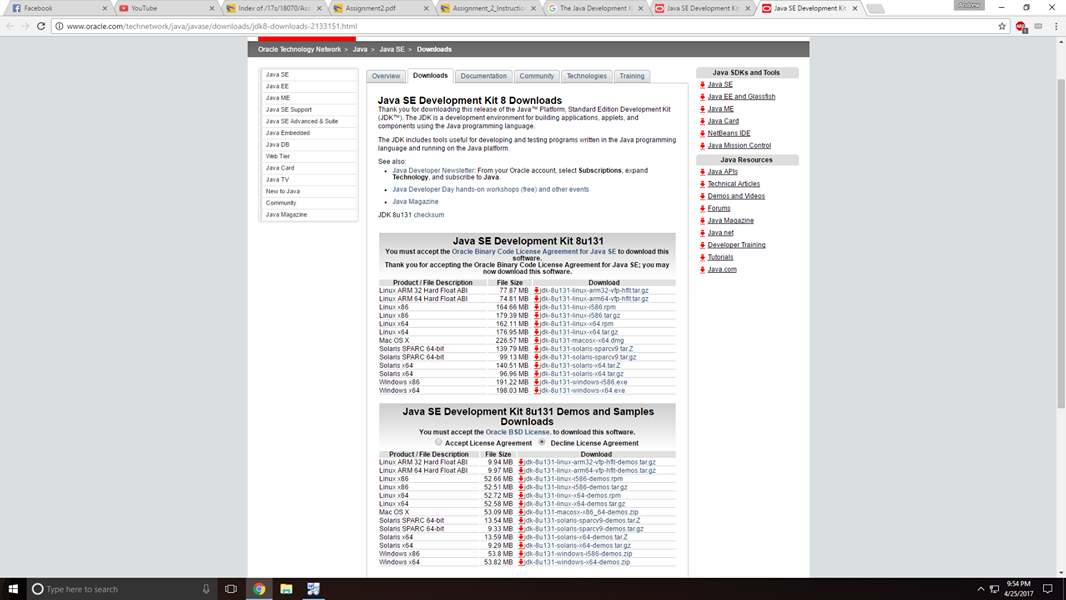 Facebook
YouTube
Index of /17s/18070/Ass
Assignment2.pdf
Assignment_2_Instruction
The Java Development K
Java SE Development Kit
Java SE Development Kit
Andrew
www.oracle.com/technetwork/java/javase/downloads/jdk8-downloads-2133151.html
Oracle Technology Network > Java > Java SE > Downloads
Java SE
Java EE
Java ME
Java SE Support
Java SE Advanced & Suite
Java Embedded
Java DB
Web Tier
Java Card
Java TV
New to Java
Community
Java Magazine
Overview Downloads Documentation Community Technologies Training
Java SE Development Kit 8 Downloads
Thank you for downloading this release of the Java™ Platform, Standard Edition Development Kit
(JDK™). The JDK is a development environment for building applications, applets, and
components using the Java programming language.
The JDK includes tools useful for developing and testing programs written in the Java programming
language and running on the Java platform.
See also:
• Java Developer Newsletter: From your Oracle account, select Subscriptions, expand
Technology, and subscribe to Java.
• Java Developer Day hands-on workshops (free) and other events
• Java Magazine
JDK 8u131 checksum
Java SE Development Kit 8u131
You must accept the Oracle Binary Code License Agreement for Java SE to download this
software.
Thank you for accepting the Oracle Binary Code License Agreement for Java SE; you may
now download this software.
Product / File Description File Size Download
Linux ARM 32 Hard Float ABI 77.87 MB jdk-8u131-linux-arm32-vfp-hflt.tar.gz
Linux ARM 64 Hard Float ABI 74.81 MB jdk-8u131-linux-arm64-vfp-hflt.tar.gz
Linux x86 164.66 MB jdk-8u131-linux-i586.rpm
Linux x86 179.39 MB jdk-8u131-linux-i586.tar.gz
Linux x64 162.11 MB jdk-8u131-linux-x64.rpm
Linux x64 176.95 MB jdk-8u131-linux-x64.tar.gz
Mac OS X 226.57 MB jdk-8u131-macosx-x64.dmg
Solaris SPARC 64-bit 139.79 MB jdk-8u131-solaris-sparcv9.tar.Z
Solaris SPARC 64-bit 99.13 MB jdk-8u131-solaris-sparcv9.tar.gz
Solaris x64 140.51 MB jdk-8u131-solaris-x64.tar.Z
Solaris x64 96.96 MB jdk-8u131-solaris-x64.tar.gz
Windows x86 191.22 MB jdk-8u131-windows-i586.exe
Windows x64 198.03 MB jdk-8u131-windows-x64.exe
Java SE Development Kit 8u131 Demos and Samples
Downloads
You must accept the Oracle BSD License. to download this software.
Accept License Agreement Decline License Agreement
Product / File Description File Size Download
Linux ARM 32 Hard Float ABI 9.94 MB jdk-8u131-linux-arm32-vfp-hflt-demos.tar.gz
Linux ARM 64 Hard Float ABI 9.97 MB jdk-8u131-linux-arm64-vfp-hflt-demos.tar.gz
Linux x86 52.66 MB jdk-8u131-linux-i586-demos.rpm
Linux x86 52.51 MB jdk-8u131-linux-i586-demos.tar.gz
Linux x64 52.72 MB jdk-8u131-linux-x64-demos.rpm
Linux x64 52.58 MB jdk-8u131-linux-x64-demos.tar.gz
Mac OS X 53.09 MB jdk-8u131-macosx-x86_64-demos.zip
Solaris SPARC 64-bit 13.54 MB jdk-8u131-solaris-sparcv9-demos.tar.Z
Solaris SPARC 64-bit 9.33 MB jdk-8u131-solaris-sparcv9-demos.tar.gz
Solaris x64 13.59 MB jdk-8u131-solaris-x64-demos.tar.Z
Solaris x64 9.29 MB jdk-8u131-solaris-x64-demos.tar.gz
Windows x86 53.8 MB jdk-8u131-windows-i586-demos.zip
Windows x64 53.82 MB jdk-8u131-windows-x64-demos.zip
Java SDKs and Tools
Java SE
Java EE and Glassfish
Java ME
Java Card
NetBeans IDE
Java Mission Control
Java Resources
Java APIs
Technical Articles
Demos and Videos
Forums
Java Magazine
Java.net
Developer Training
Tutorials
Java.com
Type here to search
9:54 PM
4/25/2017